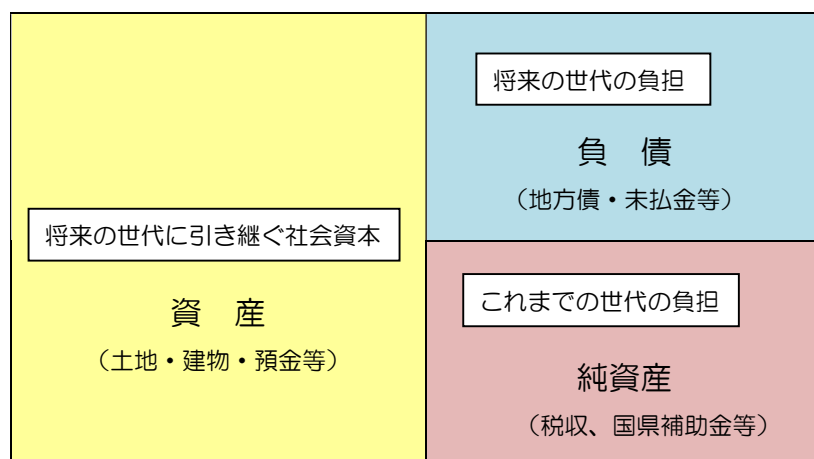 将来の世代に引き継ぐ社会資本
資　産
（土地・建物・預金等）
将来の世代の負担
負　債
（地方債・未払金等）
これまでの世代の負担
純資産
（税収、国県補助金等）